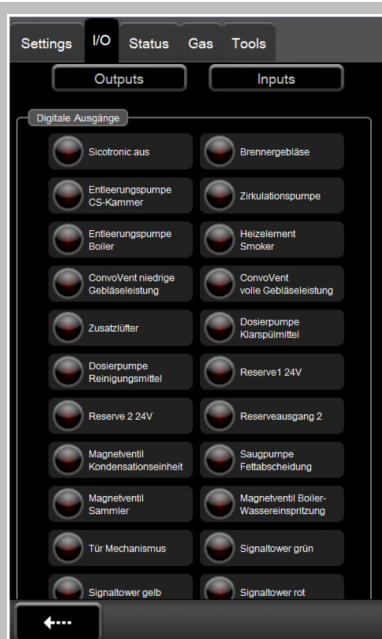 Settings I/O Status Gas Tools
Outputs Inputs
Digitale Ausgänge
Sicotronic aus
Brennergebläse
Entleerungspumpe
CS-Kammer
Zirkulationspumpe
Entleerungspumpe
Boiler
Heizelement
Smoker
ConvoVent niedrige
Gebläseleistung
ConvoVent
volle Gebläseleistung
Zusatzlüfter
Dosierpumpe
Klarspülmittel
Dosierpumpe
Reinigungsmittel
Reserve1 24V
Reserve 2 24V
Reserveausgang 2
Magnetventil
Kondensationseinheit
Saugpumpe
Fettabscheidung
Magnetventil
Sammler
Magnetventil Boiler-
Wassereinspritzung
Tür Mechanismus
Signaltower grün
Signaltower gelb
Signaltower rot